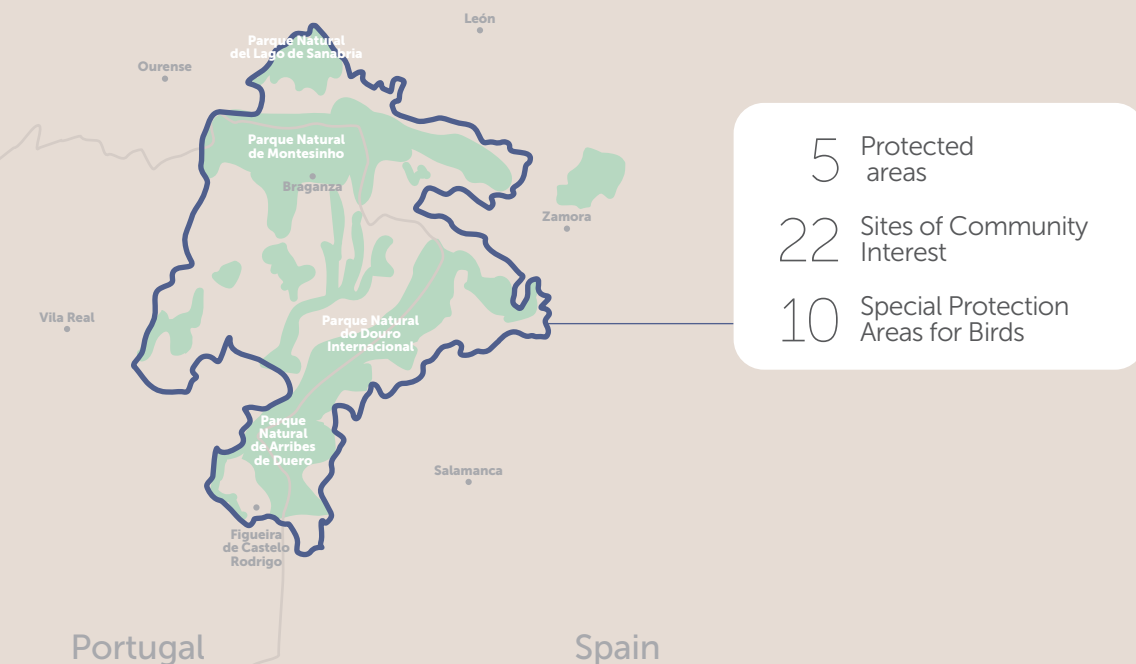 León
Parque Natural
del Lago de Sanabria
Ourense
Parque Natural
de Montesinho
Braganza
Zamora
Vila Real
Parque Natural
do Douro
Internacional
Parque
Natural
de Arribes
de Duero
Salamanca
Figueira
de Castelo
Rodrigo
Portugal
Spain
5 Protected
areas
22 Sites of Community
Interest
10 Special Protection
Areas for Birds